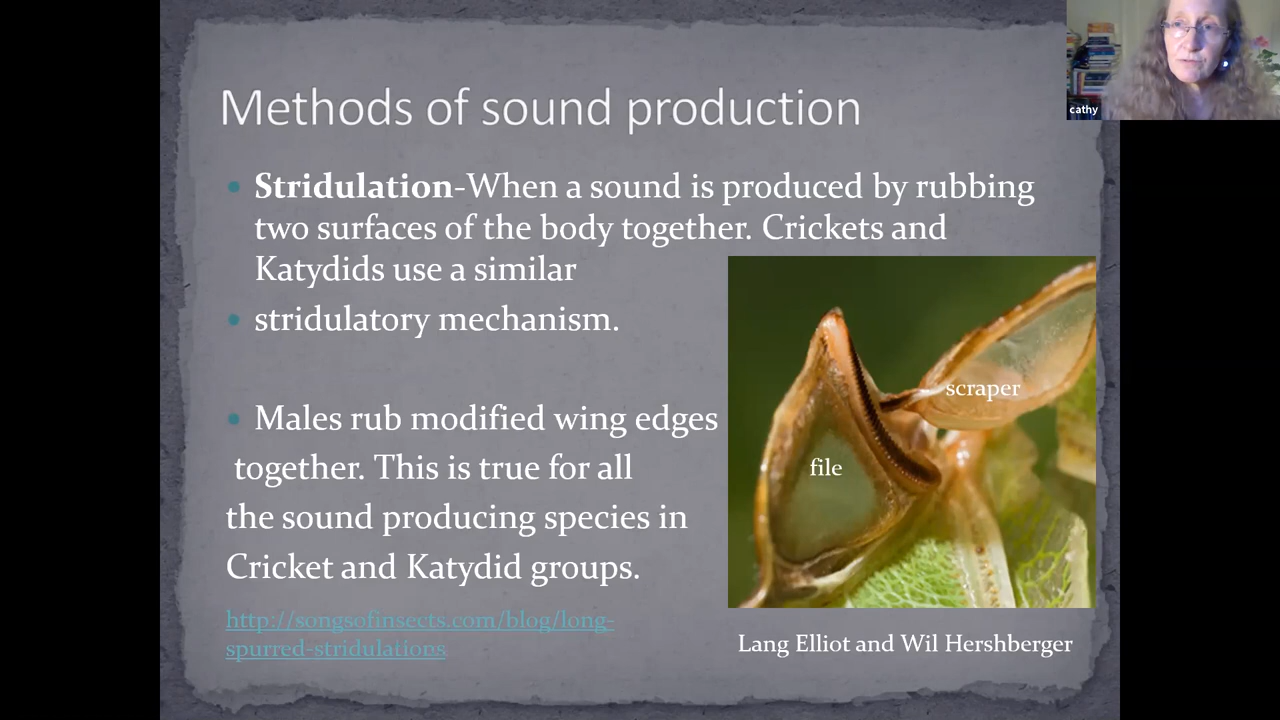 cathy
Methods of sound production
Stridulation-When a sound is produced by rubbing
two surfaces of the body together. Crickets and
Katydids use a similar
stridulatory mechanism.
Males rub modified wing edges
together. This is true for all
the sound producing species in
Cricket and Katydid groups.
http://songsofinsects.com/blog/long-
spurred-stridulations
scraper
file
Lang Elliot and Wil Hershberger